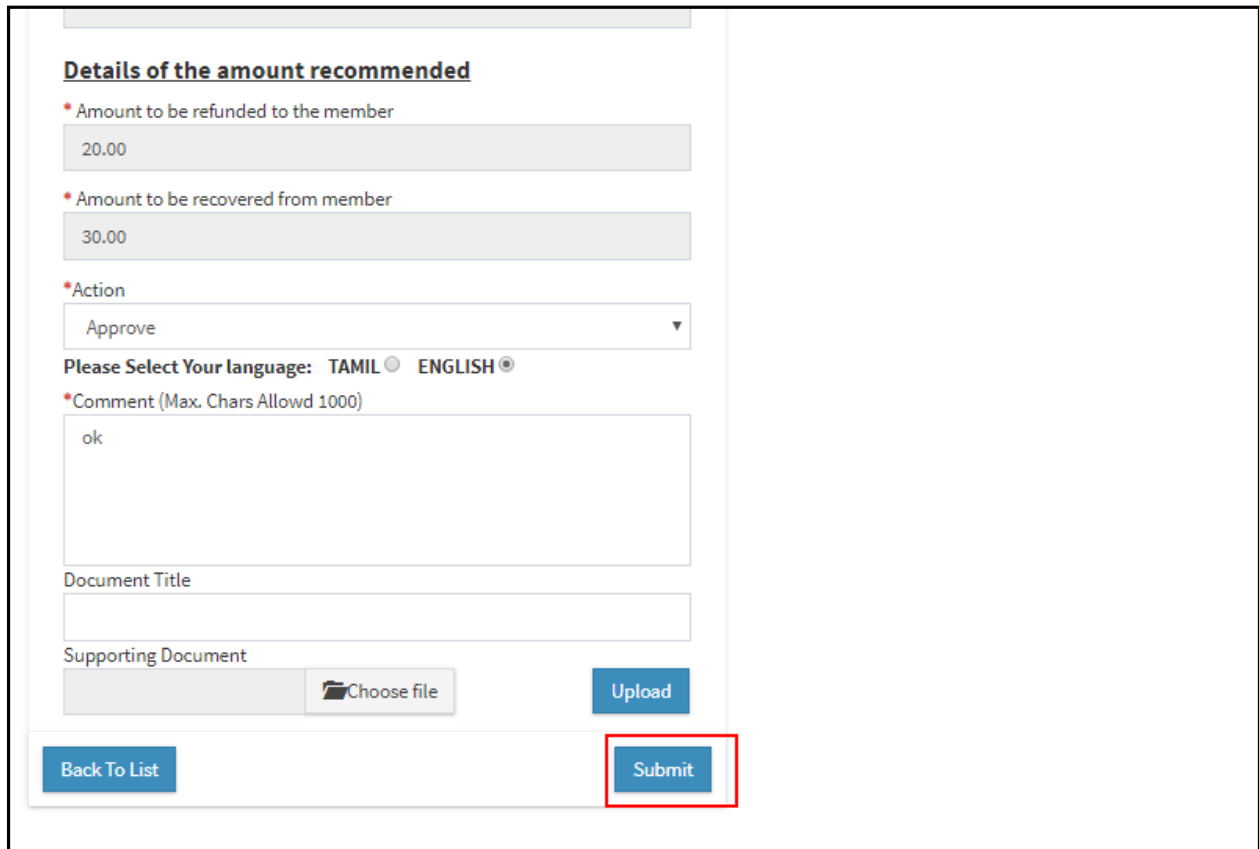 Details of the amount recommended
* Amount to be refunded to the member
20.00
* Amount to be recovered from member
30.00
*Action
Approve
Please Select Your language: TAMIL ENGLISH
*Comment (Max. Chars Allowd 1000)
ok
Document Title
Supporting Document
Choose file Upload
Back To List Submit